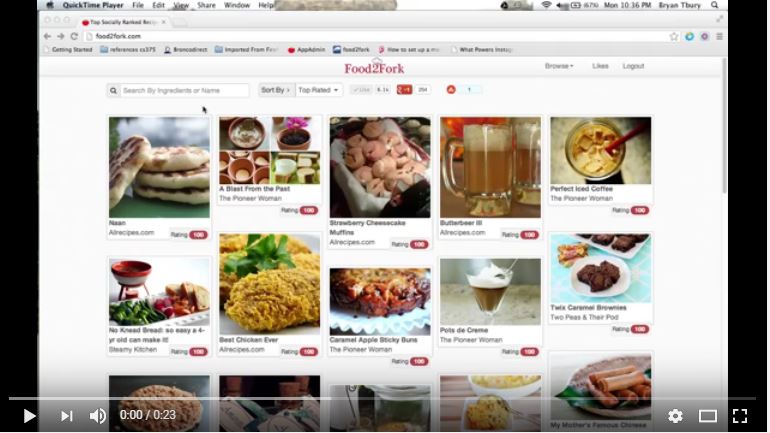 QuickTime Player File Edit View Share Window Help (67%) Mon 10:36 PM Bryan Tbury
Top Socially Ranked Recip
food2fork.com
Getting Started references cs375 Broncodirect Imported From Firef AppAdmin food2fork How to set up a me What Powers Instag
Food2Fork
Browse Likes Logout
Search By Ingredients or Name
Sort By > Top Rated
Like 6.1k +1 251 1
Naan
Allrecipes.com
Rating 100
A Blast From the Past
The Pioneer Woman
Rating 100
Strawberry Cheesecake
Muffins
Allrecipes.com
Rating 100
Butterbeer III
Allrecipes.com
Rating 100
Perfect Iced Coffee
The Pioneer Woman
Rating 100
No Knead Bread: so easy a 4-
yr old can make it!
Steamy Kitchen
Rating 100
Best Chicken Ever
Allrecipes.com
Rating 100
Caramel Apple Sticky Buns
The Pioneer Woman
Rating 100
Pots de Creme
The Pioneer Woman
Rating 100
Twix Caramel Brownies
Two Peas & Their Pod
Rating 100
My Mother's Famous Chinese
0:00 / 0:23